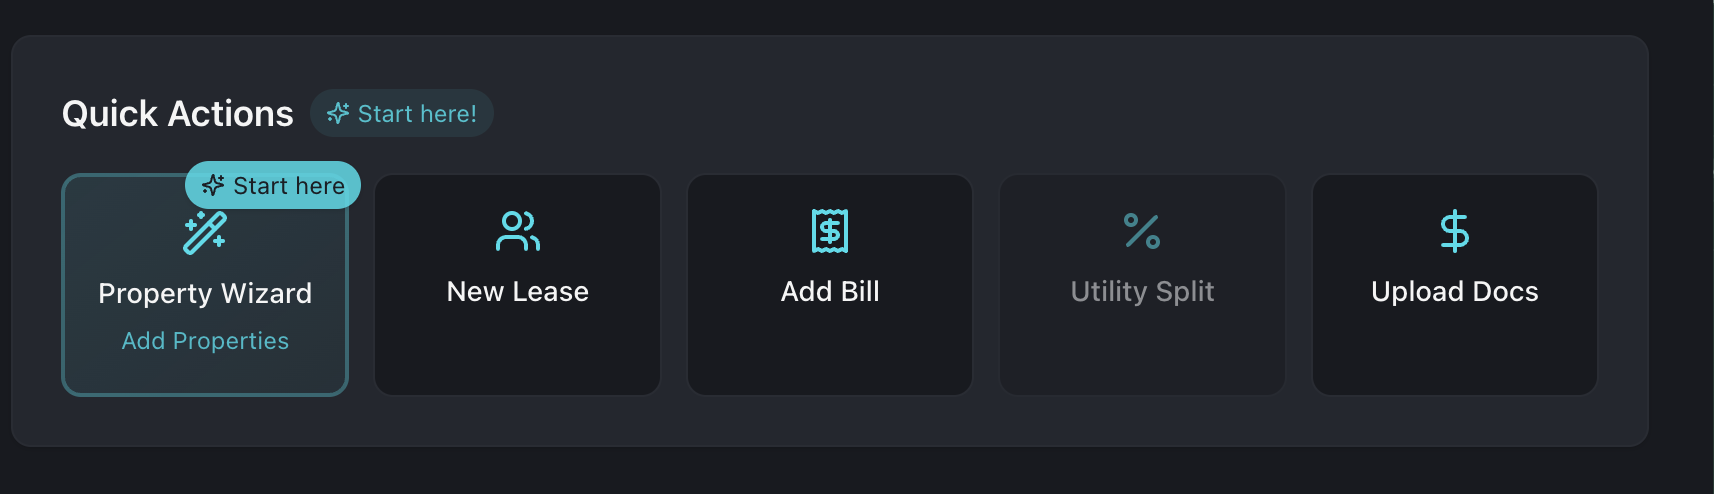 Quick Actions
Start here!
Start here
Property Wizard
Add Properties
New Lease
Add Bill
Utility Split
Upload Docs